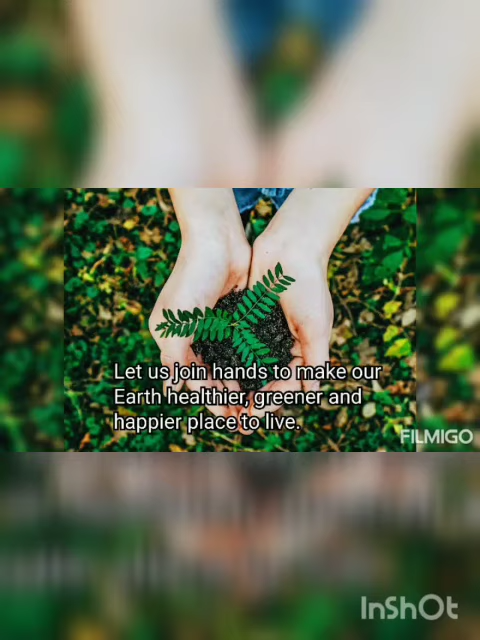 Let us join hands to make our
Earth healthier, greener and
happier place to live.
FILMIGO
InShOt